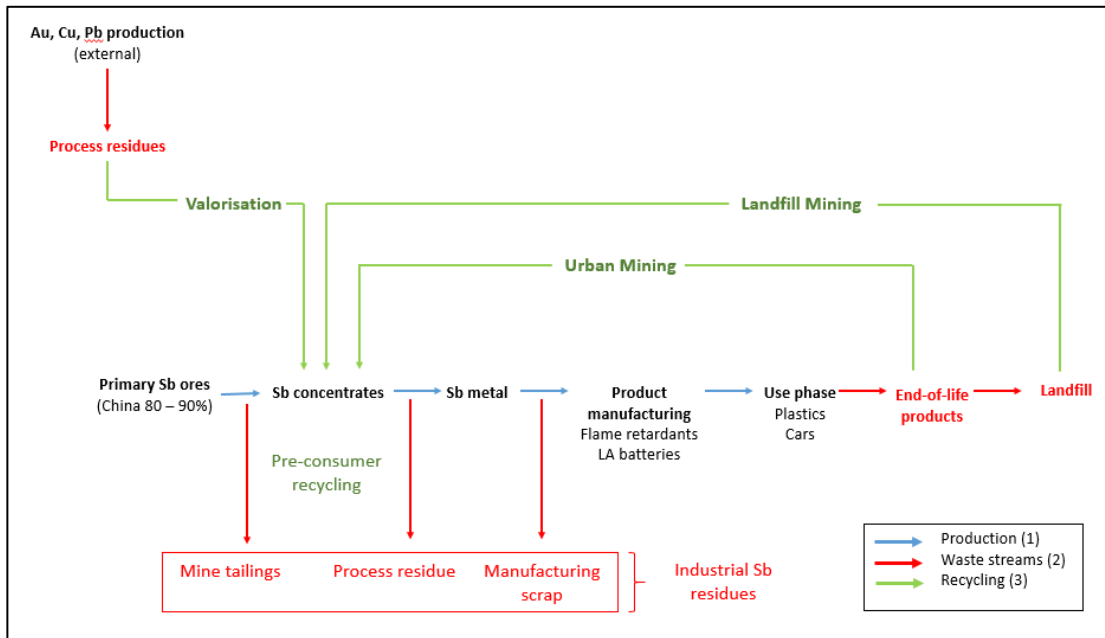 Au, Cu, Pb production
(external)
Process residues
Valorisation
Landfill Mining
Urban Mining
Primary Sb ores
(China 80 – 90%)
Sb concentrates
Sb metal
Product
manufacturing
Flame retardants
LA batteries
Use phase
Plastics
Cars
End-of-life
products
Landfill
Pre-consumer
recycling
Mine tailings
Process residue
Manufacturing
scrap
Industrial Sb
residues
Production (1)
Waste streams (2)
Recycling (3)